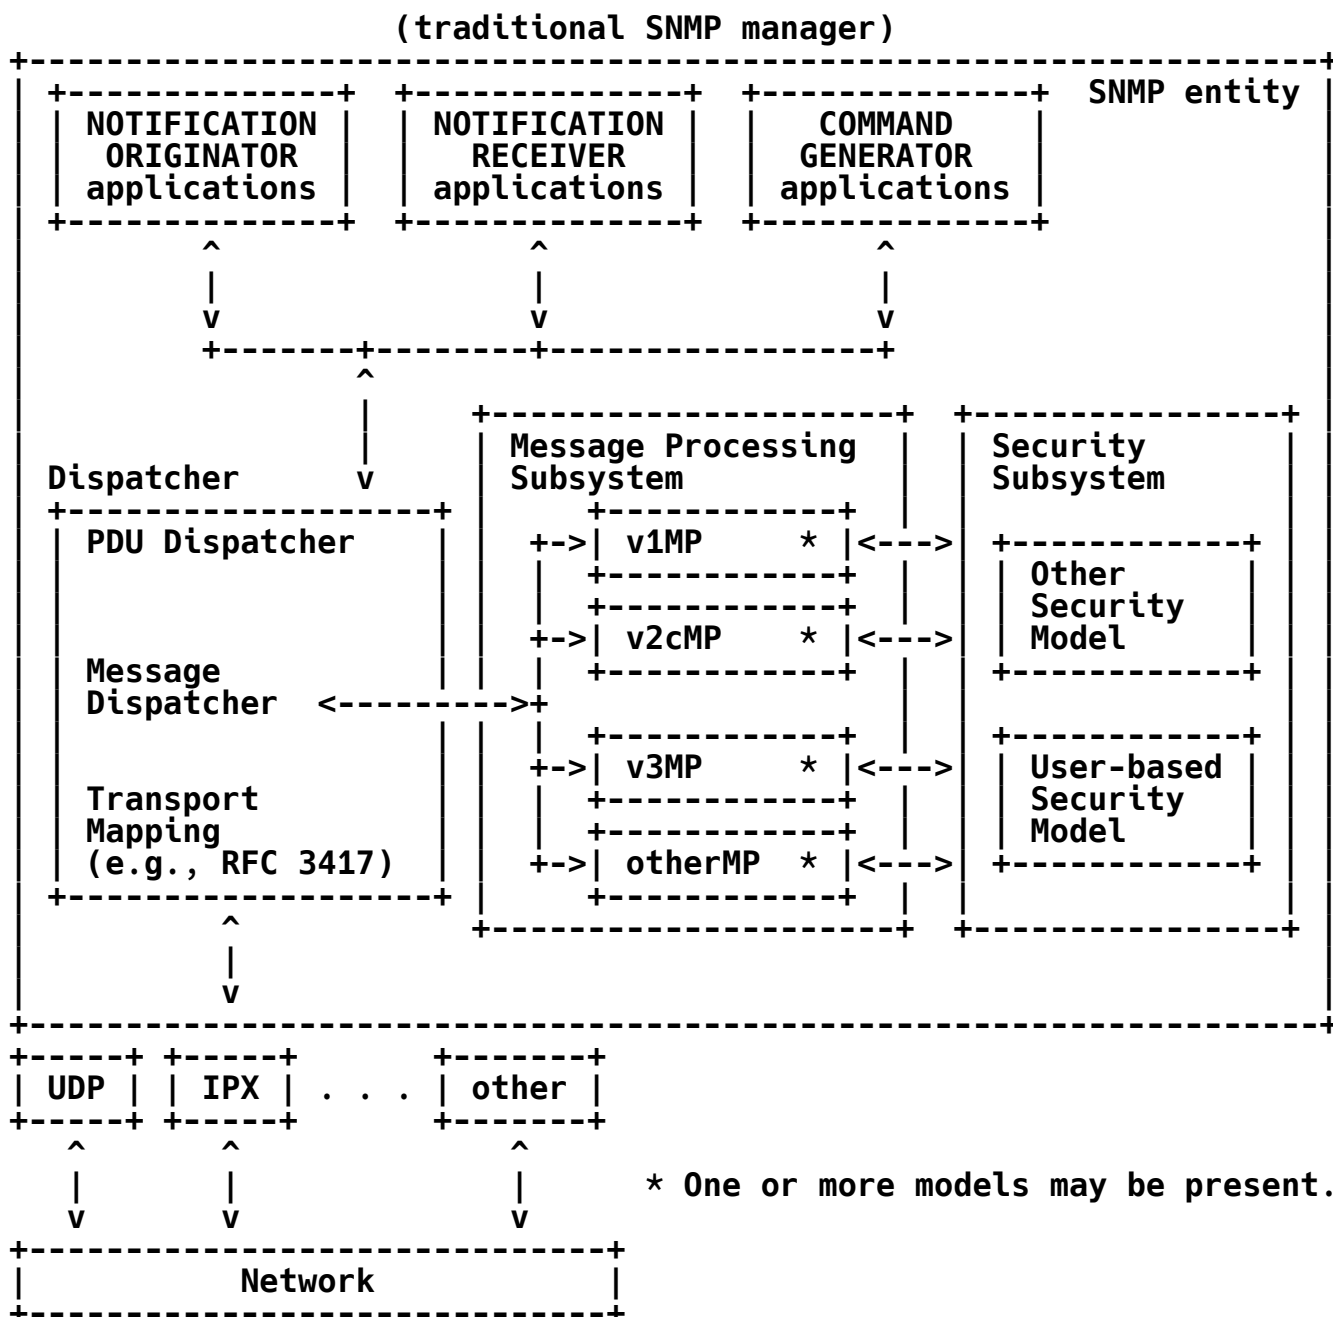 (traditional SNMP manager)
SNMP entity
NOTIFICATION
ORIGINATOR
applications
NOTIFICATION
RECEIVER
applications
COMMAND
GENERATOR
applications
Dispatcher
PDU Dispatcher
Message
Dispatcher
Transport
Mapping
(e.g., RFC 3417)
Message Processing
Subsystem
v1MP *
v2cMP *
v3MP *
otherMP *
Security
Subsystem
Other
Security
Model
User-based
Security
Model
UDP
IPX
. . .
other
* One or more models may be present.
Network